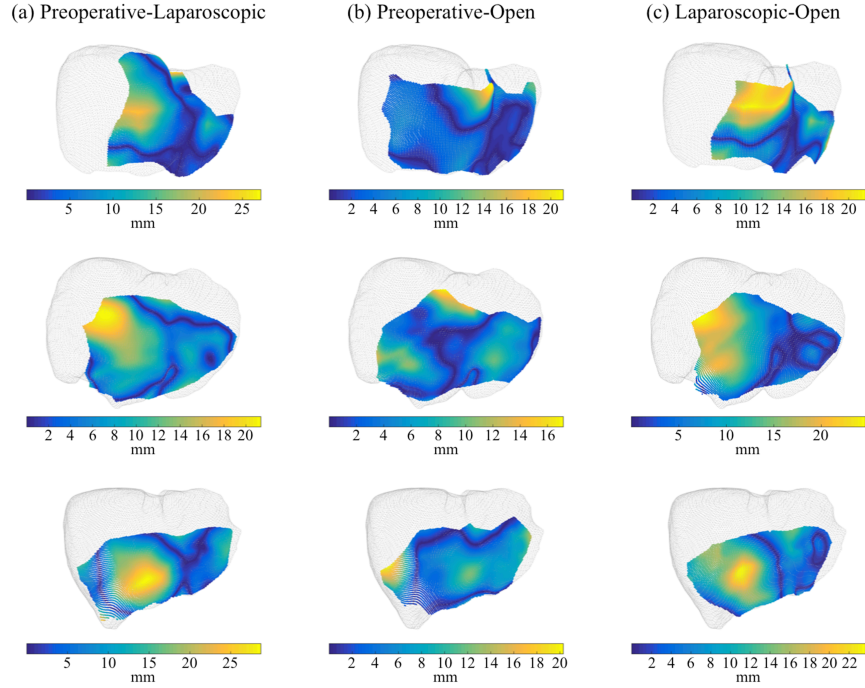 (a) Preoperative-Laparoscopic (b) Preoperative-Open (c) Laparoscopic-Open
5 10 15 20 25 2 4 6 8 10 12 14 16 18 20 2 4 6 8 10 12 14 16 18 20
mm mm mm
2 4 6 8 10 12 14 16 18 20 2 4 6 8 10 12 14 16 5 10 15 20
mm mm mm
5 10 15 20 25 2 4 6 8 10 12 14 16 18 20 2 4 6 8 10 12 14 16 18 20 22
mm mm mm